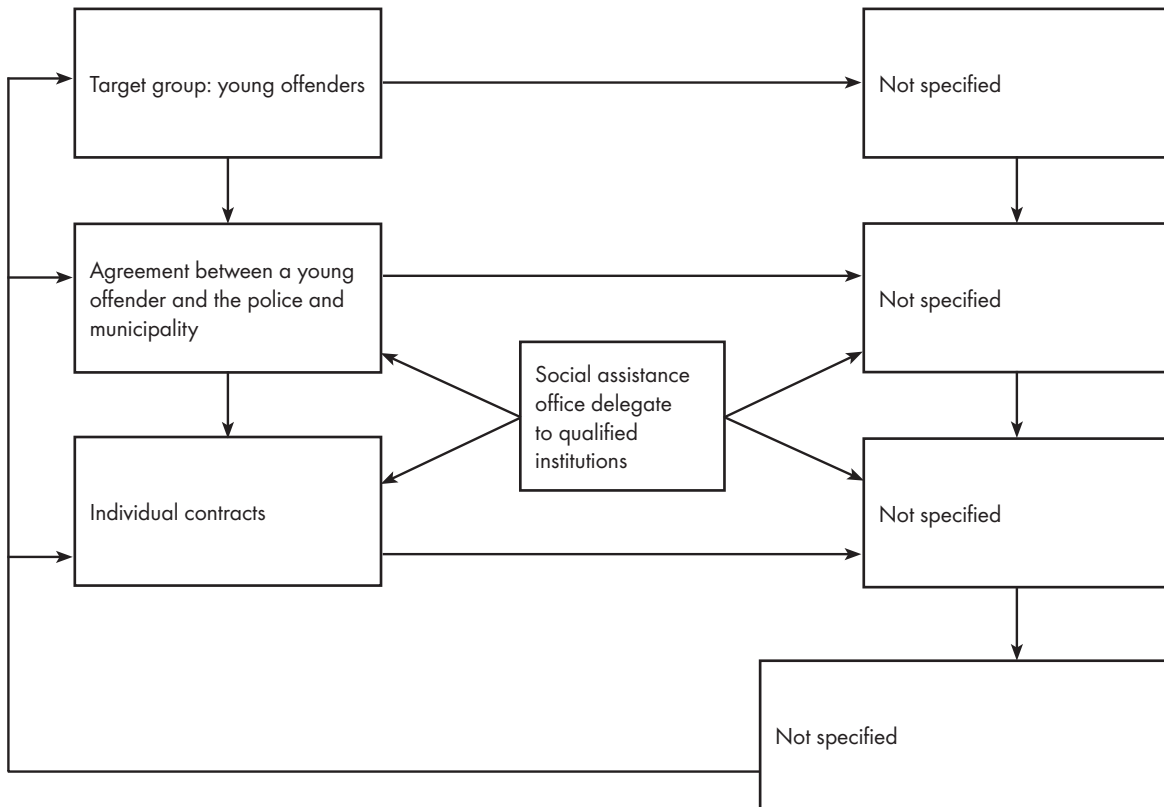 Target group: young offenders
Not specified
Agreement between a young
offender and the police and
municipality
Not specified
Social assistance
office delegate
to qualified
institutions
Individual contracts
Not specified
Not specified